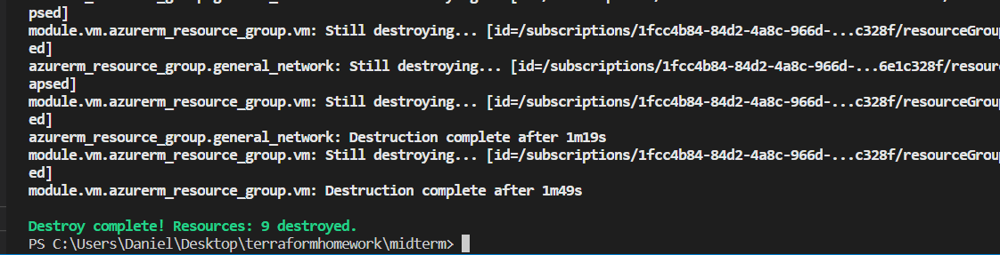 psed]
module.vm.azurerm_resource_group.vm: Still destroying... [id=/subscriptions/1fcc4b84-84d2-4a8c-966d-...c328f/resourceGroup
ed]
azurerm_resource_group.general_network: Still destroying... [id=/subscriptions/1fcc4b84-84d2-4a8c-966d-...6e1c328f/resourc
apsed]
module.vm.azurerm_resource_group.vm: Still destroying... [id=/subscriptions/1fcc4b84-84d2-4a8c-966d-...c328f/resourceGroup
ed]
azurerm_resource_group.general_network: Destruction complete after 1m19s
module.vm.azurerm_resource_group.vm: Still destroying... [id=/subscriptions/1fcc4b84-84d2-4a8c-966d-...c328f/resourceGroup
ed]
module.vm.azurerm_resource_group.vm: Destruction complete after 1m49s
Destroy complete! Resources: 9 destroyed.
PS C:\Users\Daniel\Desktop\terraformhomework\midterm>